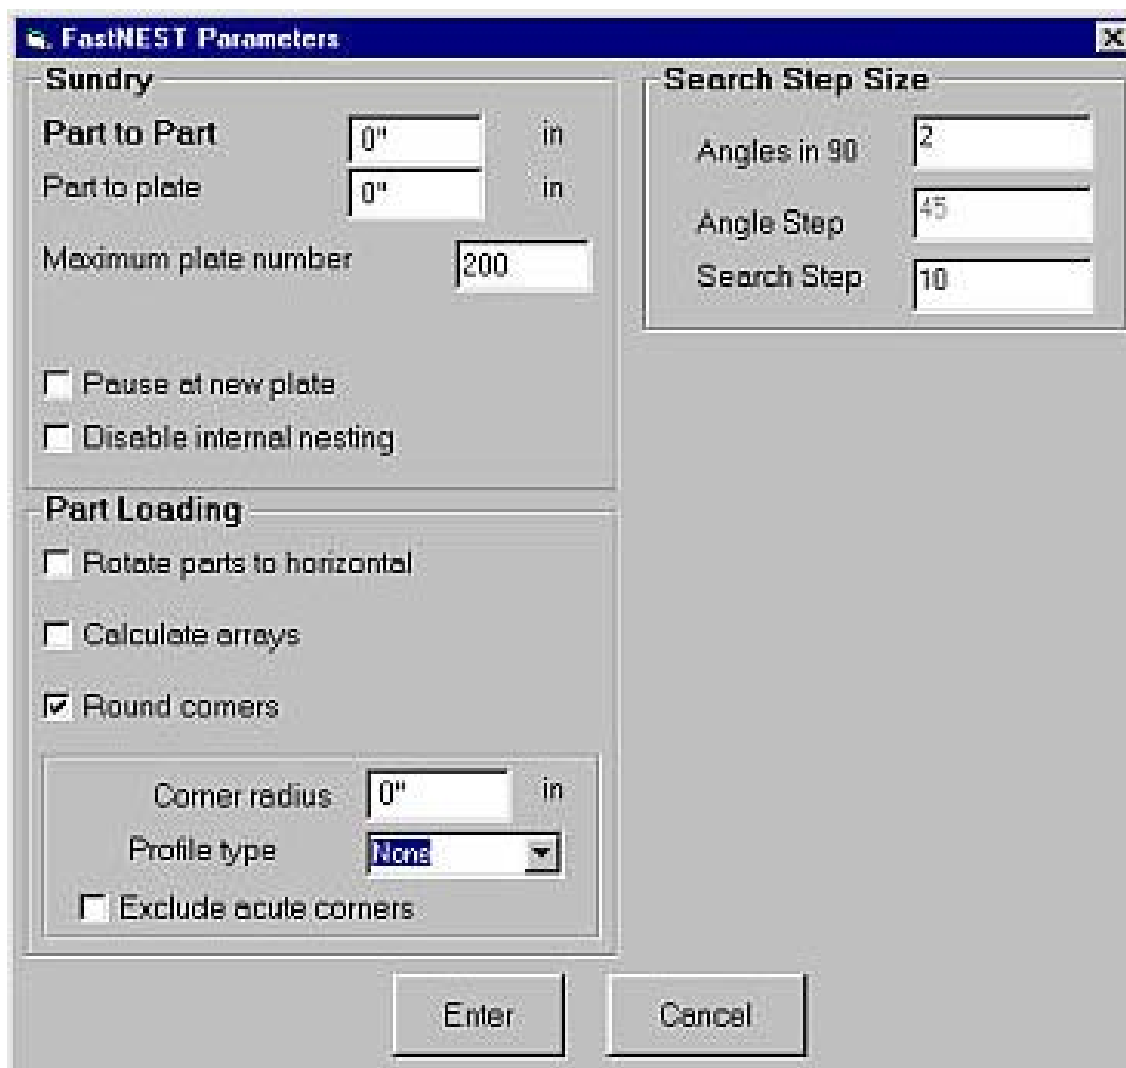 FastNEST Parameters
Sundry
Part to Part 0" in
Part to plate 0" in
Maximum plate number 200
Pause at new plate
Disable internal nesting
Search Step Size
Angles in 90 2
Angle Step 45
Search Step 10
Part Loading
Rotate parts to horizontal
Calculate arrays
Round corners
Corner radius 0" in
Profile type None
Exclude acute corners
Enter
Cancel